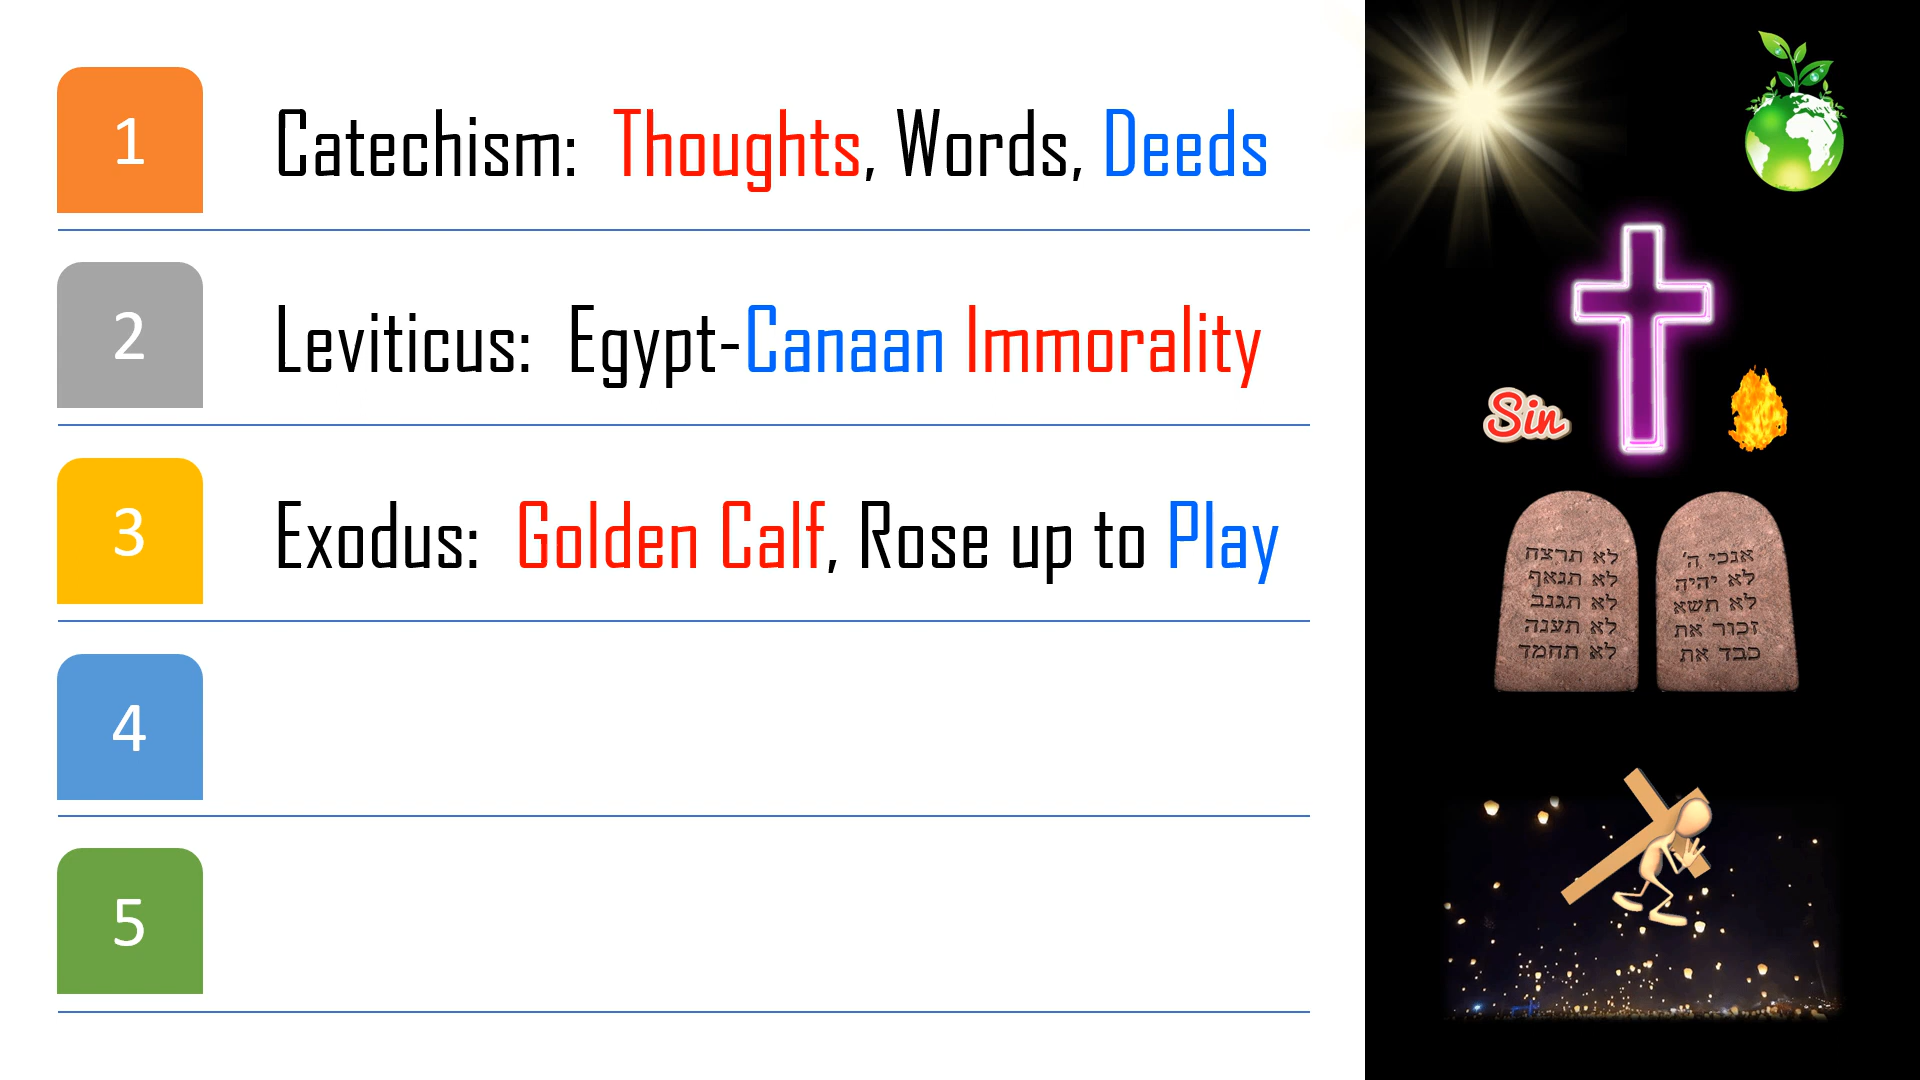 1
Catechism: Thoughts, Words, Deeds
2
Leviticus: Egypt-Canaan Immorality
3
Exodus: Golden Calf, Rose up to Play
4
5
Sin
אנכי ה'
לא יהיה
לא תשא
זכור את
כבד את
לא תרצח
לא תנאף
לא תגנב
לא תענה
לא תחמד